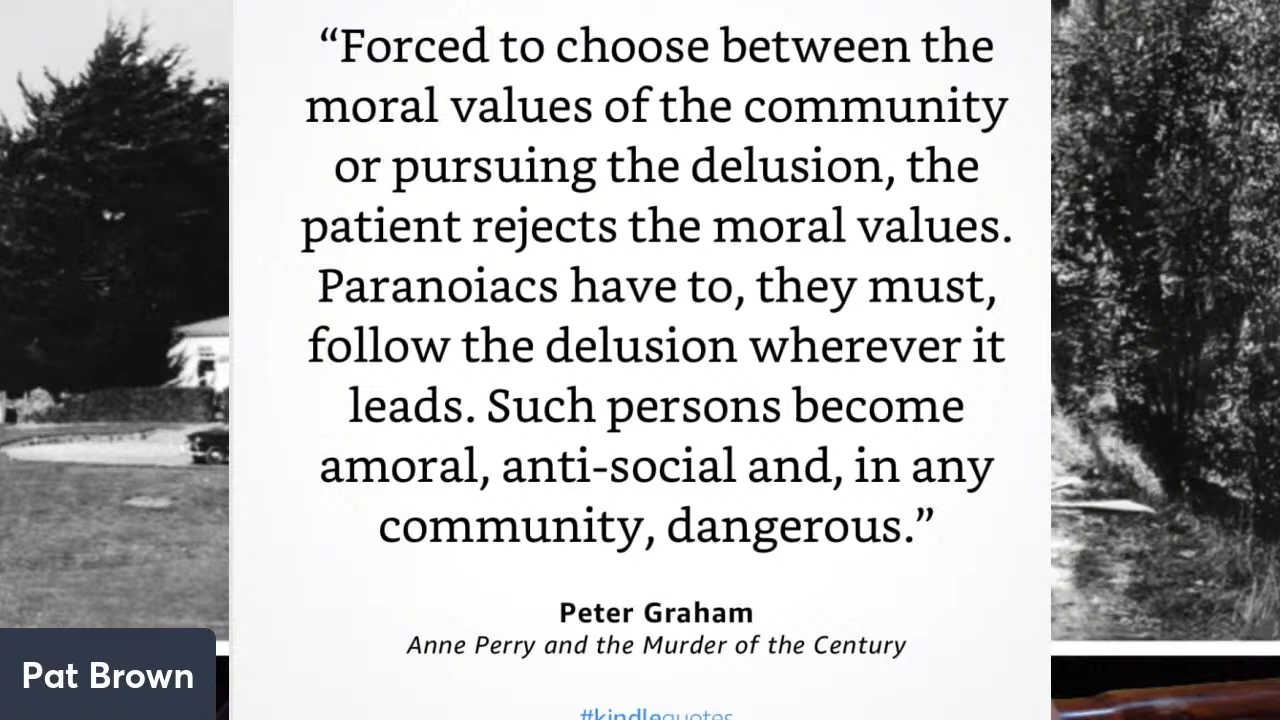 “Forced to choose between the
moral values of the community
or pursuing the delusion, the
patient rejects the moral values.
Paranoiacs have to, they must,
follow the delusion wherever it
leads. Such persons become
amoral, anti-social and, in any
community, dangerous.”
Peter Graham
Anne Perry and the Murder of the Century
#kindlequotes
Pat Brown